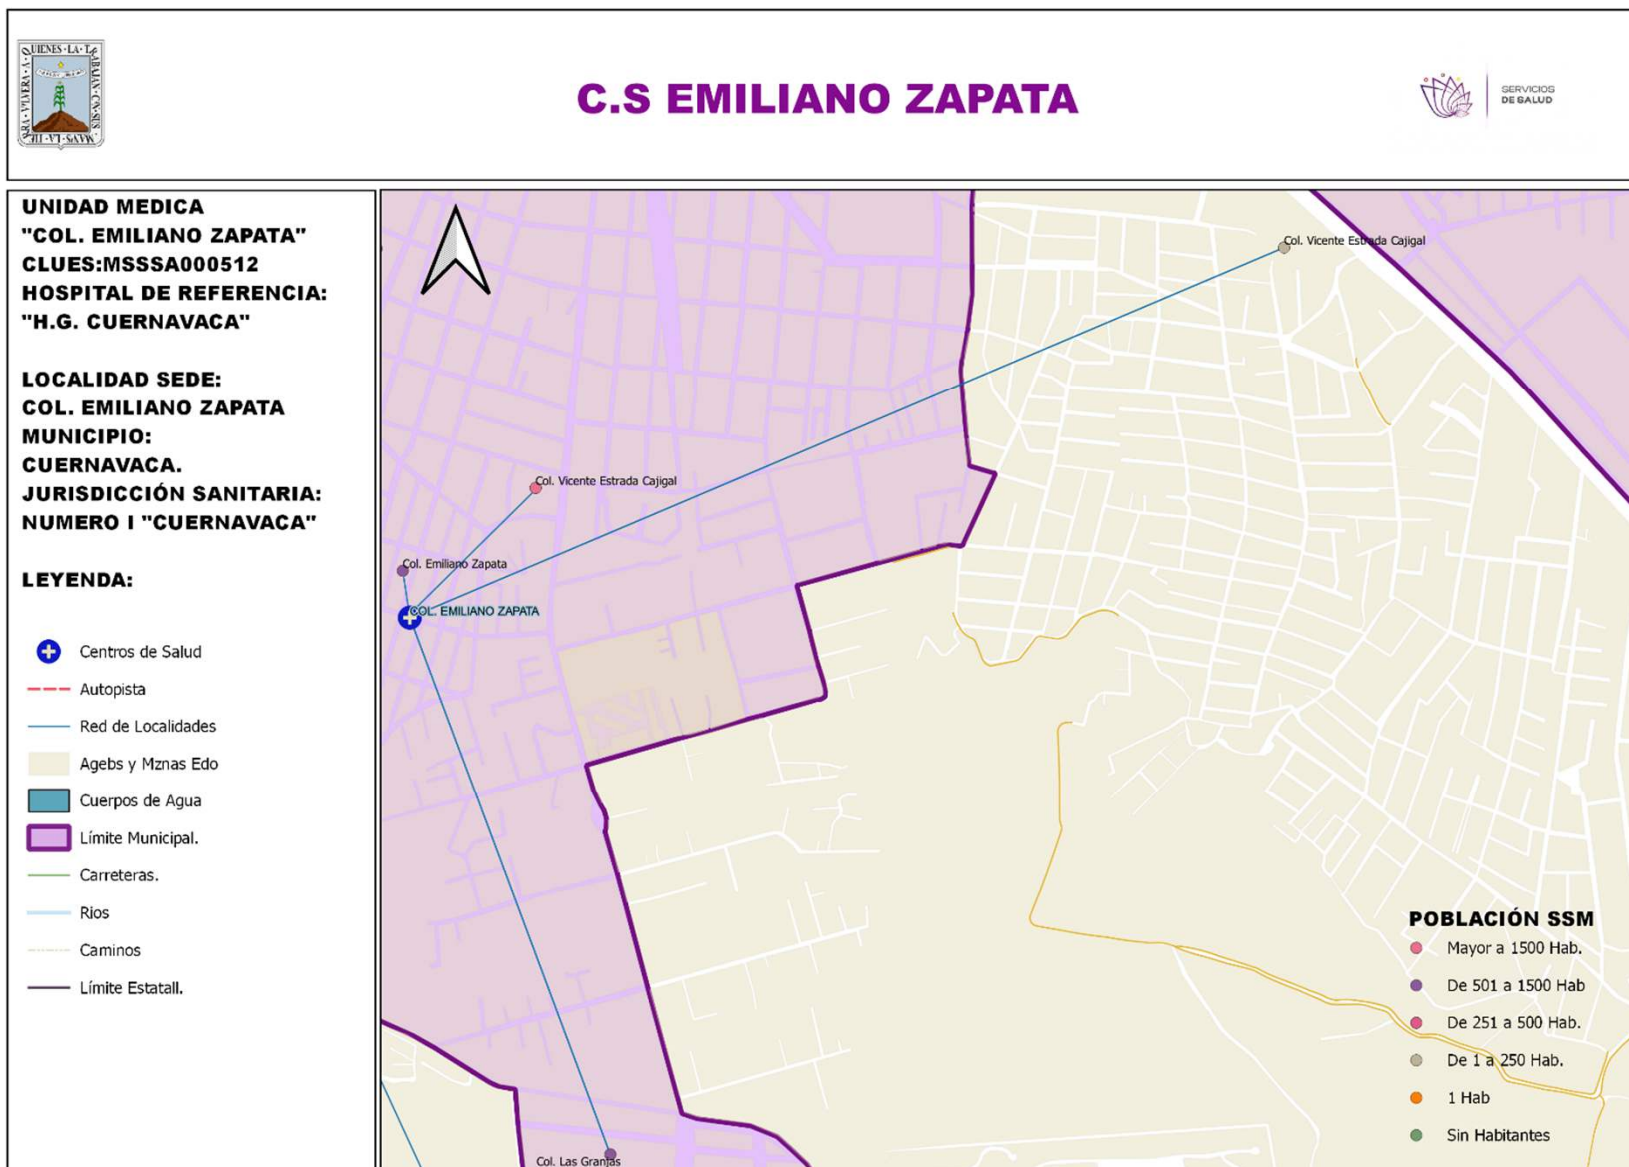 C.S EMILIANO ZAPATA
SERVICIOS
DE SALUD
UNIDAD MEDICA
"COL. EMILIANO ZAPATA"
CLUES:MSSSA000512
HOSPITAL DE REFERENCIA:
"H.G. CUERNAVACA"
LOCALIDAD SEDE:
COL. EMILIANO ZAPATA
MUNICIPIO:
CUERNAVACA.
JURISDICCIÓN SANITARIA:
NUMERO I "CUERNAVACA"
LEYENDA:
Centros de Salud
Autopista
Red de Localidades
Agebs y Mznas Edo
Cuerpos de Agua
Límite Municipal.
Carreteras.
Rios
Caminos
Límite Estatall.
Col. Vicente Estrada Cajigal
Col. Vicente Estrada Cajigal
Col. Emiliano Zapata
COL. EMILIANO ZAPATA
Col. Las Granjas
POBLACIÓN SSM
Mayor a 1500 Hab.
De 501 a 1500 Hab
De 251 a 500 Hab.
De 1 a 250 Hab.
1 Hab
Sin Habitantes